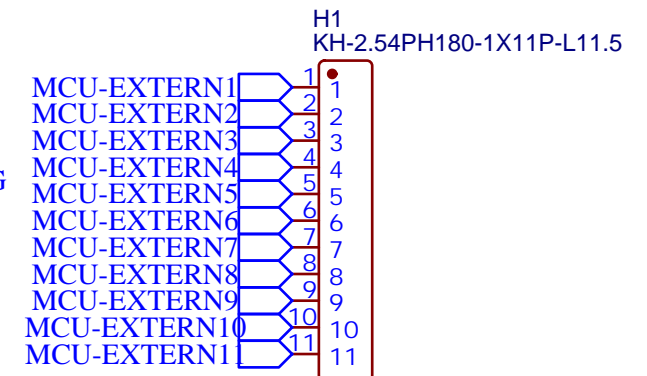 H1
KH-2.54PH180-1X11P-L11.5
MCU-EXTERN1 1 1
MCU-EXTERN2 2 2
MCU-EXTERN3 3 3
MCU-EXTERN4 4 4
G
MCU-EXTERN5 5 5
MCU-EXTERN6 6 6
MCU-EXTERN7 7 7
MCU-EXTERN8 8 8
MCU-EXTERN9 9 9
MCU-EXTERN10 10 10
MCU-EXTERN11 11 11